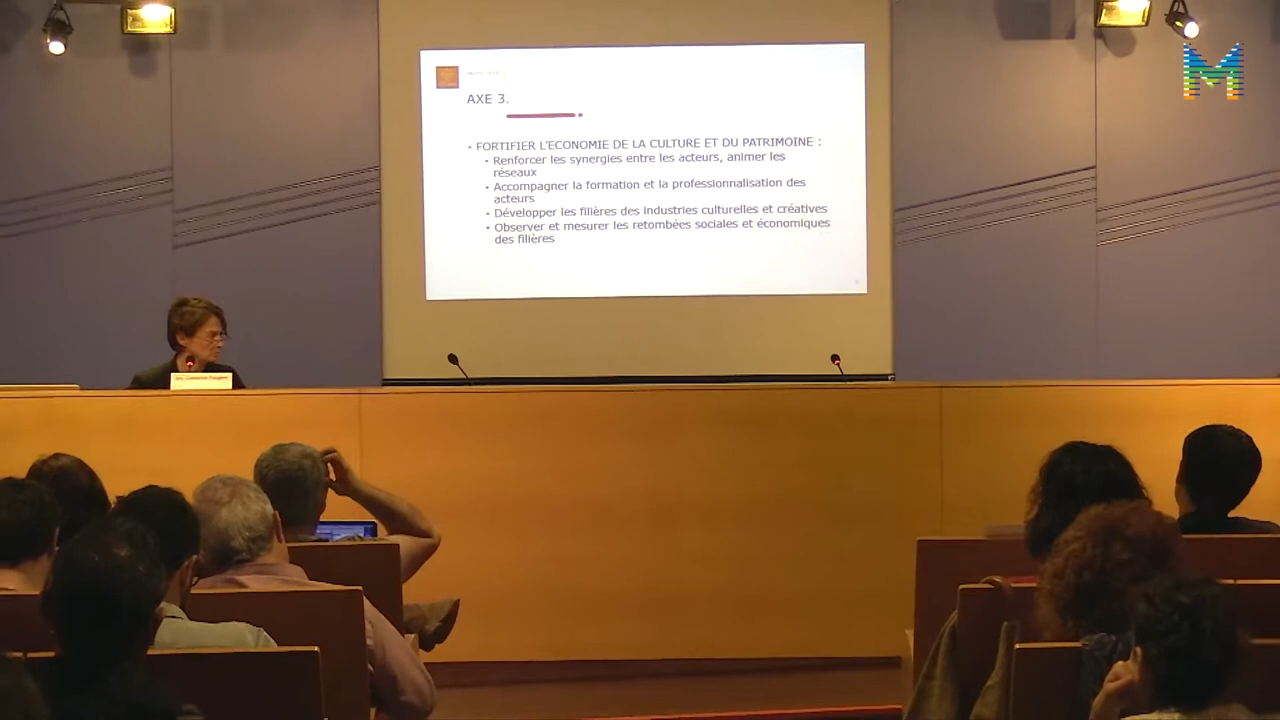 AXE 3.
• FORTIFIER L'ECONOMIE DE LA CULTURE ET DU PATRIMOINE :
• Renforcer les synergies entre les acteurs, animer les
réseaux
• Accompagner la formation et la professionnalisation des
acteurs
• Développer les filières des industries culturelles et créatives
• Observer et mesurer les retombées sociales et économiques
des filières
M